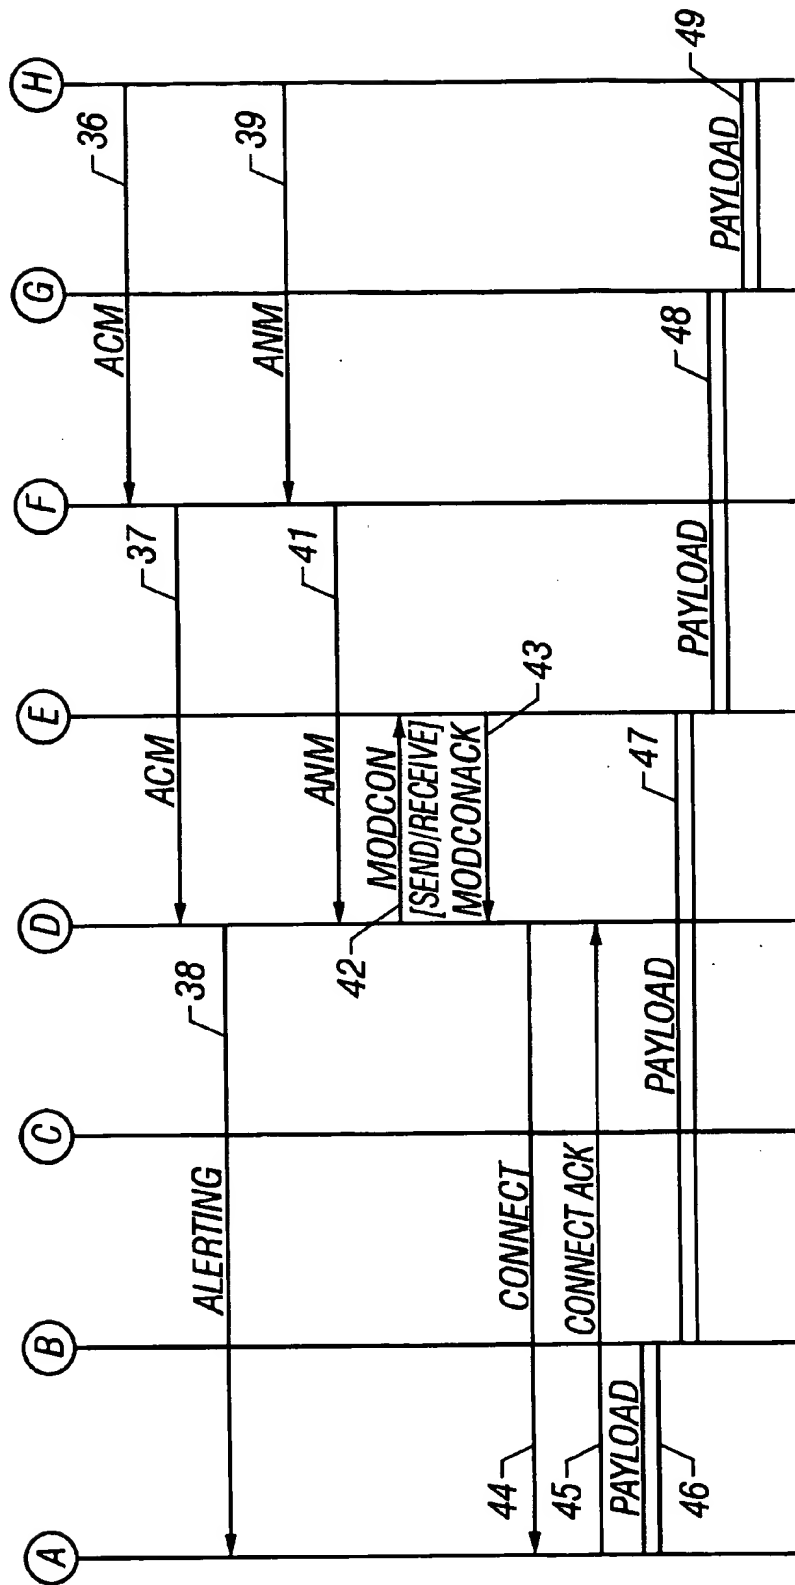 A
B
C
D
E
F
G
H
ACM
36
ACM
37
ALERTING
38
ANM
39
ANM
41
42
MODCON
[SEND/RECEIVE]
MODCONACK
43
44
CONNECT
45
CONNECT ACK
PAYLOAD
46
PAYLOAD
47
PAYLOAD
48
PAYLOAD
49